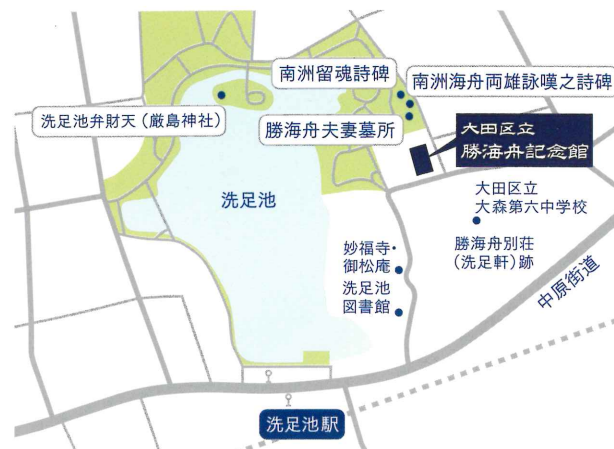 南洲留魂詩碑
南洲海舟両雄詠嘆之詩碑
洗足池弁財天(厳島神社)
勝海舟夫妻墓所
大田区立
勝海舟記念館
洗足池
大田区立
大森第六中学校
勝海舟別荘
(洗足軒)跡
妙福寺・
御松庵
洗足池
図書館
中原街道
洗足池駅